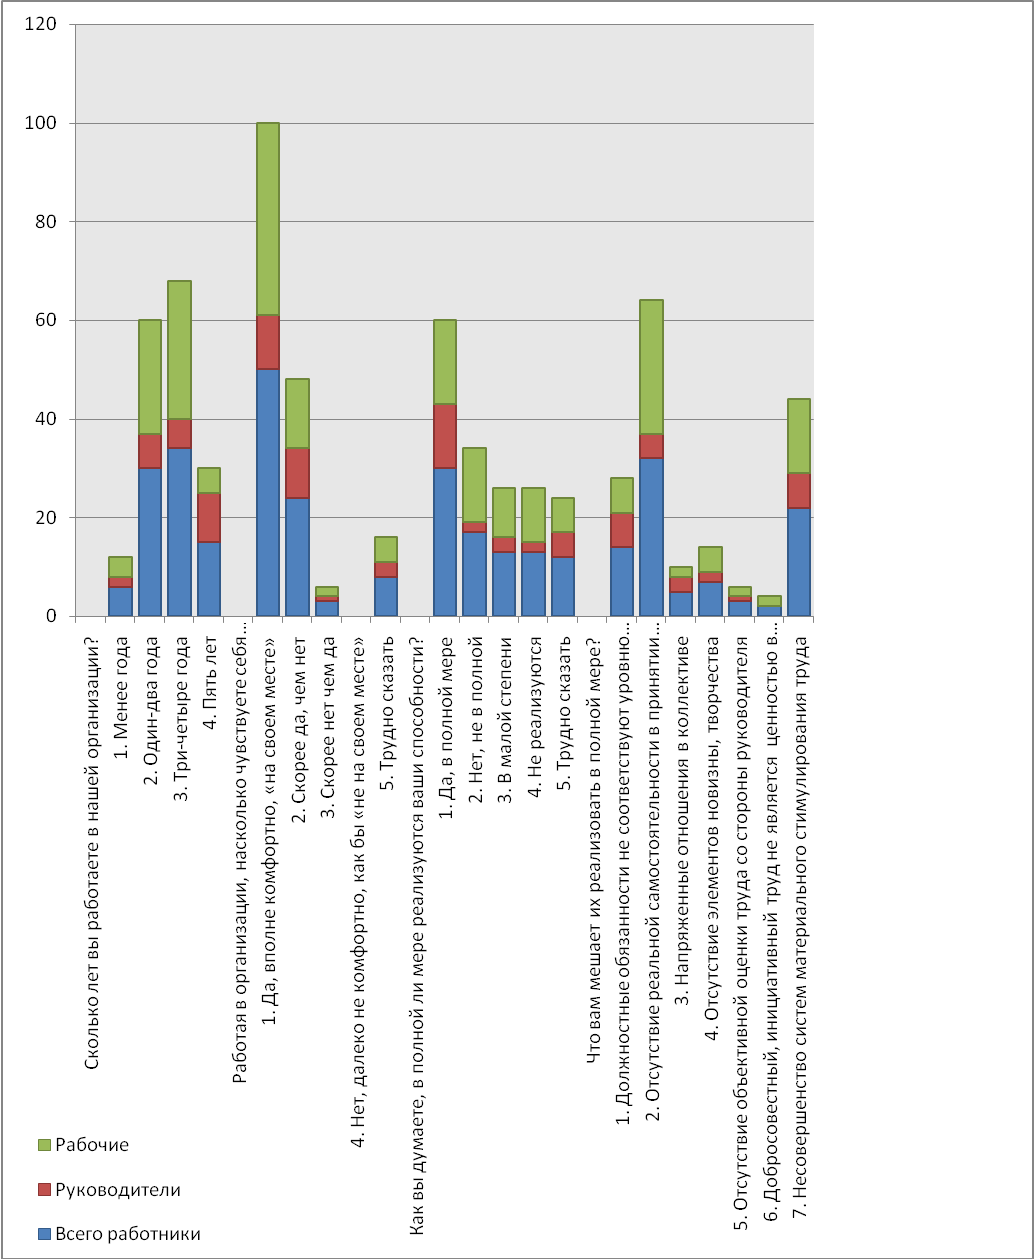 120
100
80
60
40
20
0
Сколько лет вы работаете в нашей организации?
1. Менее года
2. Один-два года
3. Три-четыре года
4. Пять лет
Работая в организации, насколько чувствуете себя…
1. Да, вполне комфортно, «на своем месте»
2. Скорее да, чем нет
3. Скорее нет чем да
4. Нет, далеко не комфортно, как бы «не на своем месте»
5. Трудно сказать
Как вы думаете, в полной ли мере реализуются ваши способности?
1. Да, в полной мере
2. Нет, не в полной
3. В малой степени
4. Не реализуются
5. Трудно сказать
Что вам мешает их реализовать в полной мере?
1. Должностные обязанности не соответствуют уровню…
2. Отсутствие реальной самостоятельности в принятии…
3. Напряженные отношения в коллективе
4. Отсутствие элементов новизны, творчества
5. Отсутствие объективной оценки труда со стороны руководителя
6. Добросовестный, инициативный труд не является ценностью в…
7. Несовершенство систем материального стимулирования труда
Рабочие
Руководители
Всего работники